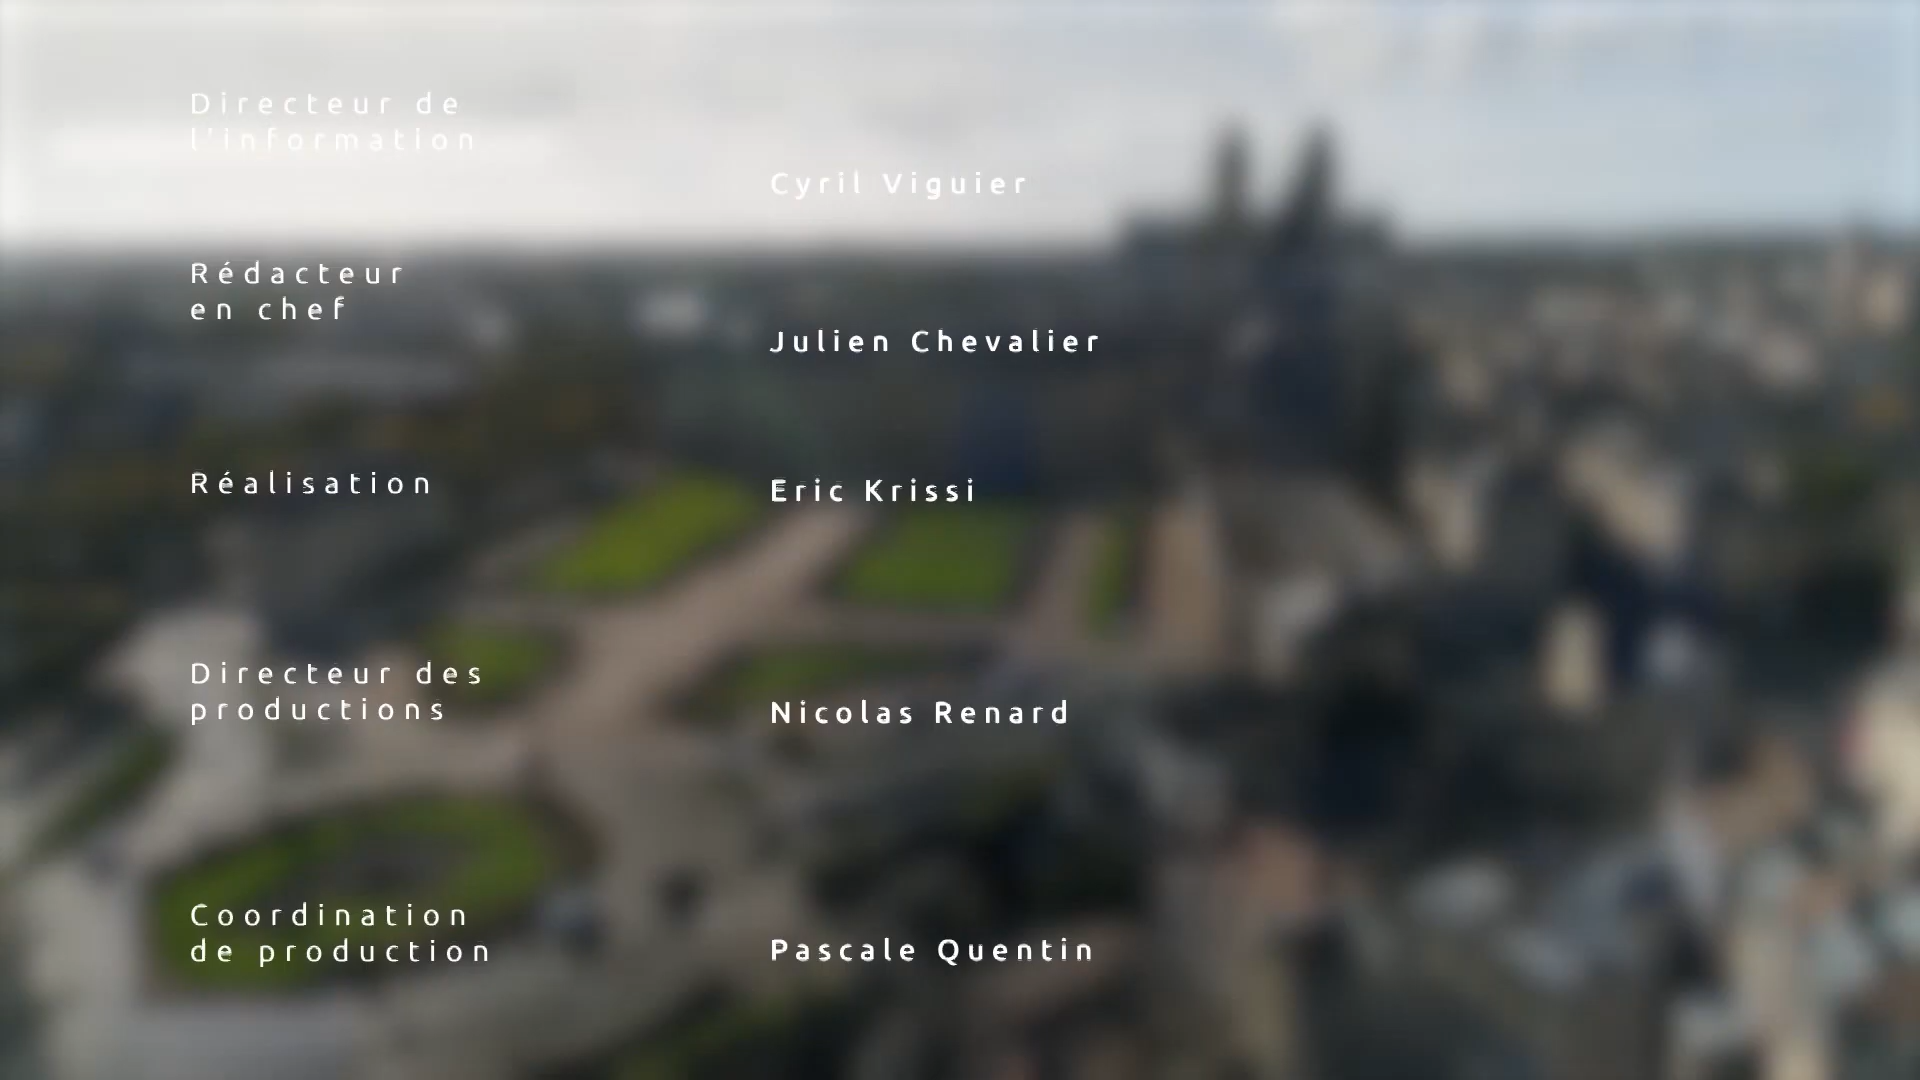 Directeur de
l'information
Cyril Viguier
Rédacteur
en chef
Julien Chevalier
Réalisation
Eric Krissi
Directeur des
productions
Nicolas Renard
Coordination
de production
Pascale Quentin